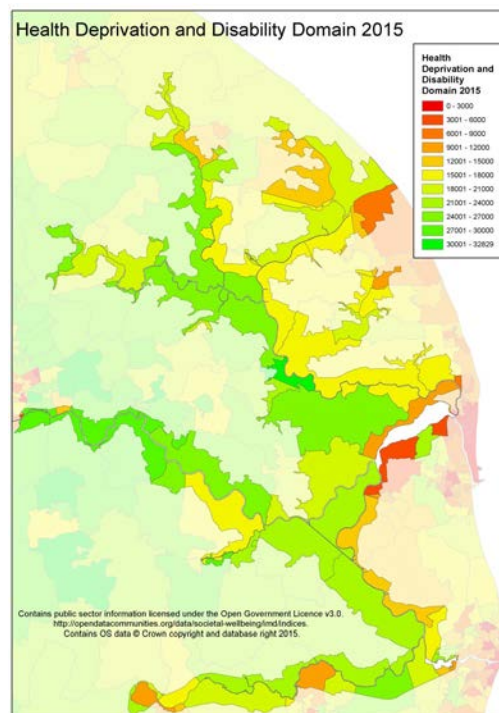 Health Deprivation and Disability Domain 2015
Health
Deprivation and
Disability
Domain 2015
0 - 3000
3001 - 6000
6001 - 9000
9001 - 12000
12001 - 15000
15001 - 18000
18001 - 21000
21001 - 24000
24001 - 27000
27001 - 30000
30001 - 32829
Contains public sector information licensed under the Open Government Licence v3.0.
http://opendatacommunities.org/data/societal-wellbeing/imd/indices.
Contains OS data © Crown copyright and database right 2015.